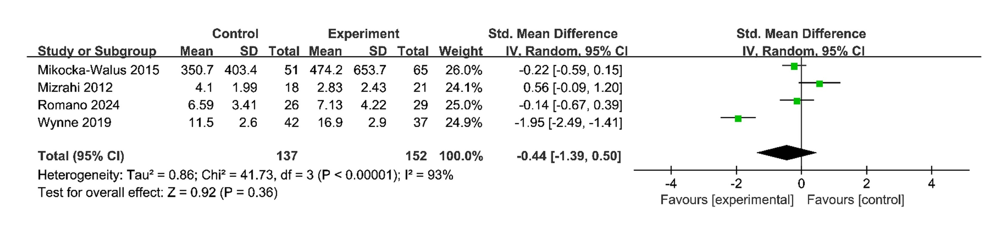 Control Experiment Std. Mean Difference Std. Mean Difference
Study or Subgroup Mean SD Total Mean SD Total Weight IV, Random, 95% CI IV, Random, 95% CI
Mikocka-Walus 2015 350.7 403.4 51 474.2 653.7 65 26.0% -0.22 [-0.59, 0.15]
Mizrahi 2012 4.1 1.99 18 2.83 2.43 21 24.1% 0.56 [-0.09, 1.20]
Romano 2024 6.59 3.41 26 7.13 4.22 29 25.0% -0.14 [-0.67, 0.39]
Wynne 2019 11.5 2.6 42 16.9 2.9 37 24.9% -1.95 [-2.49, -1.41]
Total (95% CI) 137 152 100.0% -0.44 [-1.39, 0.50]
Heterogeneity: Tau² = 0.86; Chi² = 41.73, df = 3 (P < 0.00001); I² = 93%
Test for overall effect: Z = 0.92 (P = 0.36)
-4 -2 0 2 4
Favours [experimental] Favours [control]